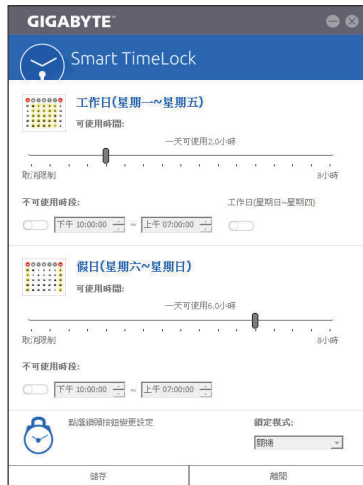 GIGABYTE™
Smart TimeLock
工作日(星期一~星期五)
可使用時間:
一天可使用2.0小時
取消限制 8小時
不可使用時段: 工作日(星期日~星期四)
下午 10:00:00 ~ 上午 07:00:00
假日(星期六~星期日)
可使用時間:
一天可使用6.0小時
取消限制 8小時
不可使用時段:
下午 10:00:00 ~ 上午 07:00:00
點選鎖頭按鈕變更設定 鎖定模式:
關機
儲存 離開